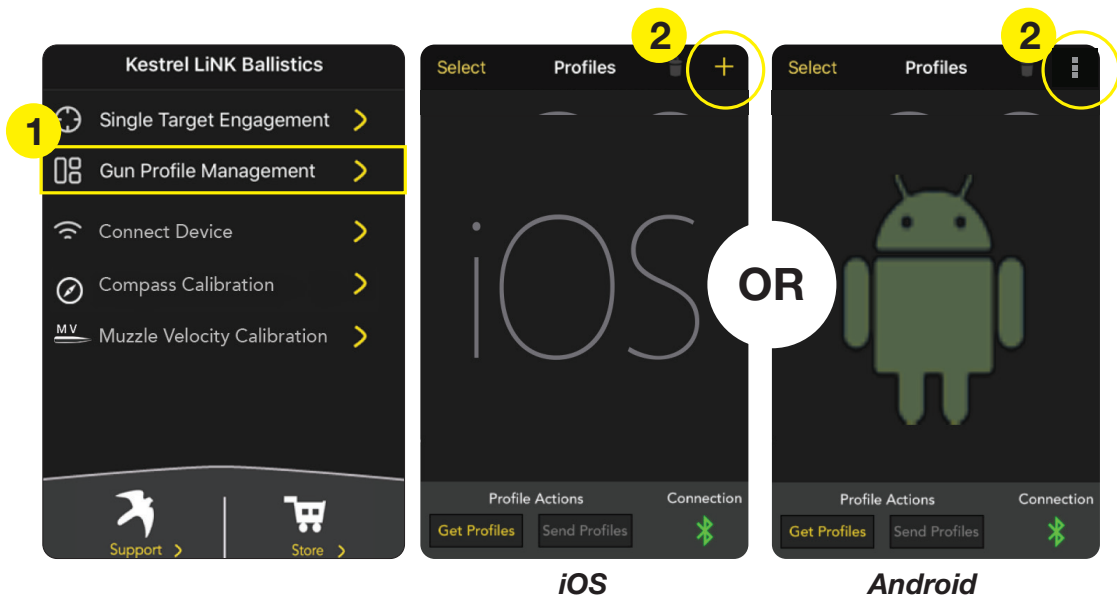 Kestrel LiNK Ballistics
1
Single Target Engagement
Gun Profile Management
Connect Device
Compass Calibration
MV
Muzzle Velocity Calibration
Support
Store
2
Select Profiles +
iOS
Profile Actions Connection
Get Profiles Send Profiles
iOS
OR
2
Select Profiles
Profile Actions Connection
Get Profiles Send Profiles
Android